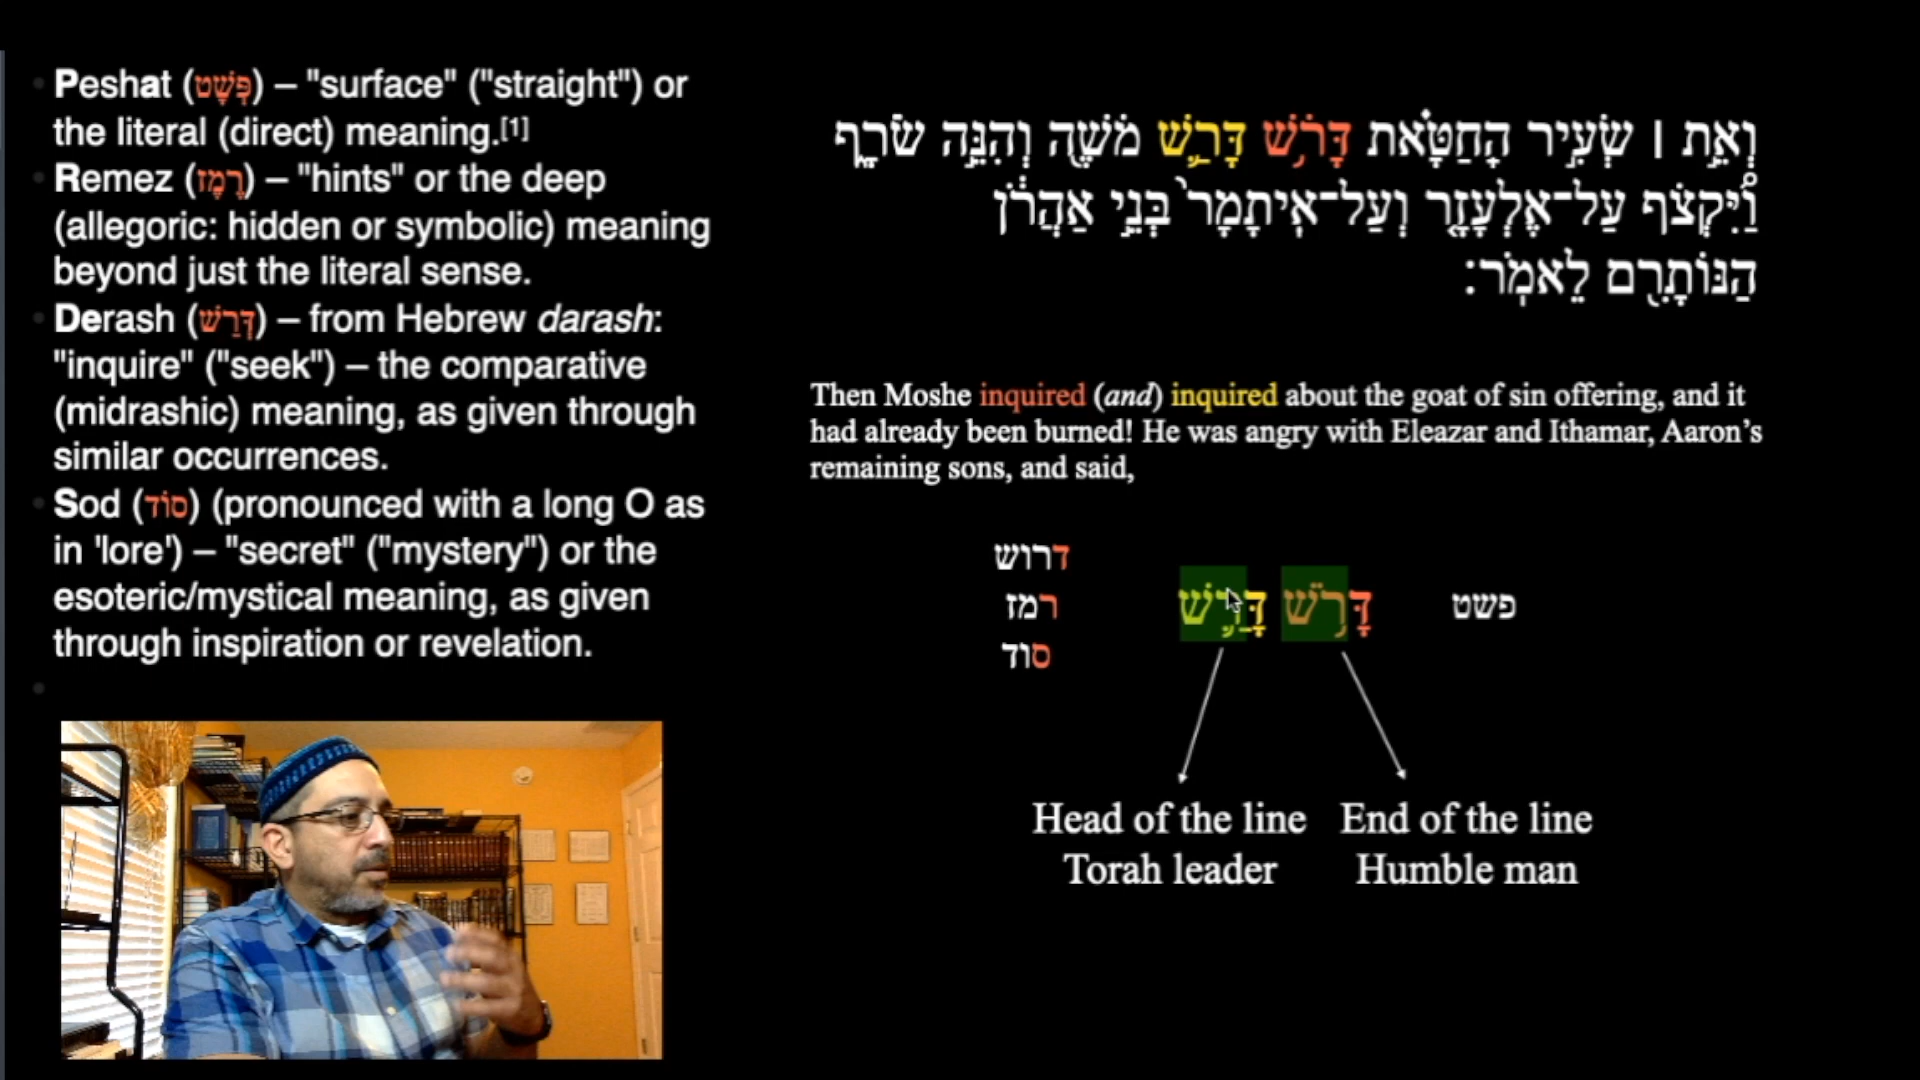 Peshat (פְּשָׁט) – "surface" ("straight") or
the literal (direct) meaning.[1]
Remez (רֶמֶז) – "hints" or the deep
(allegoric: hidden or symbolic) meaning
beyond just the literal sense.
Derash (דְּרַשׁ) – from Hebrew darash:
"inquire" ("seek") – the comparative
(midrashic) meaning, as given through
similar occurrences.
Sod (סוֹד) (pronounced with a long O as
in 'lore') – "secret" ("mystery") or the
esoteric/mystical meaning, as given
through inspiration or revelation.
וְאֵ֣ת ׀ שְׂעִ֣יר הַֽחַטָּ֗את דָּרֹ֥שׁ דָּרַ֛שׁ מֹשֶׁ֖ה וְהִנֵּ֣ה שֹׂרָ֑ף
וַ֠יִּקְצֹף עַל־אֶלְעָזָ֤ר וְעַל־אִֽיתָמָר֙ בְּנֵ֣י אַהֲרֹ֔ן
הַנּוֹתָרִ֖ם לֵאמֹֽר׃
Then Moshe inquired (and) inquired about the goat of sin offering, and it
had already been burned! He was angry with Eleazar and Ithamar, Aaron’s
remaining sons, and said,
דרוש
רמז
סוד
דָּרֹ֥שׁ דָּרַ֛שׁ
פשט
Head of the line
Torah leader
End of the line
Humble man